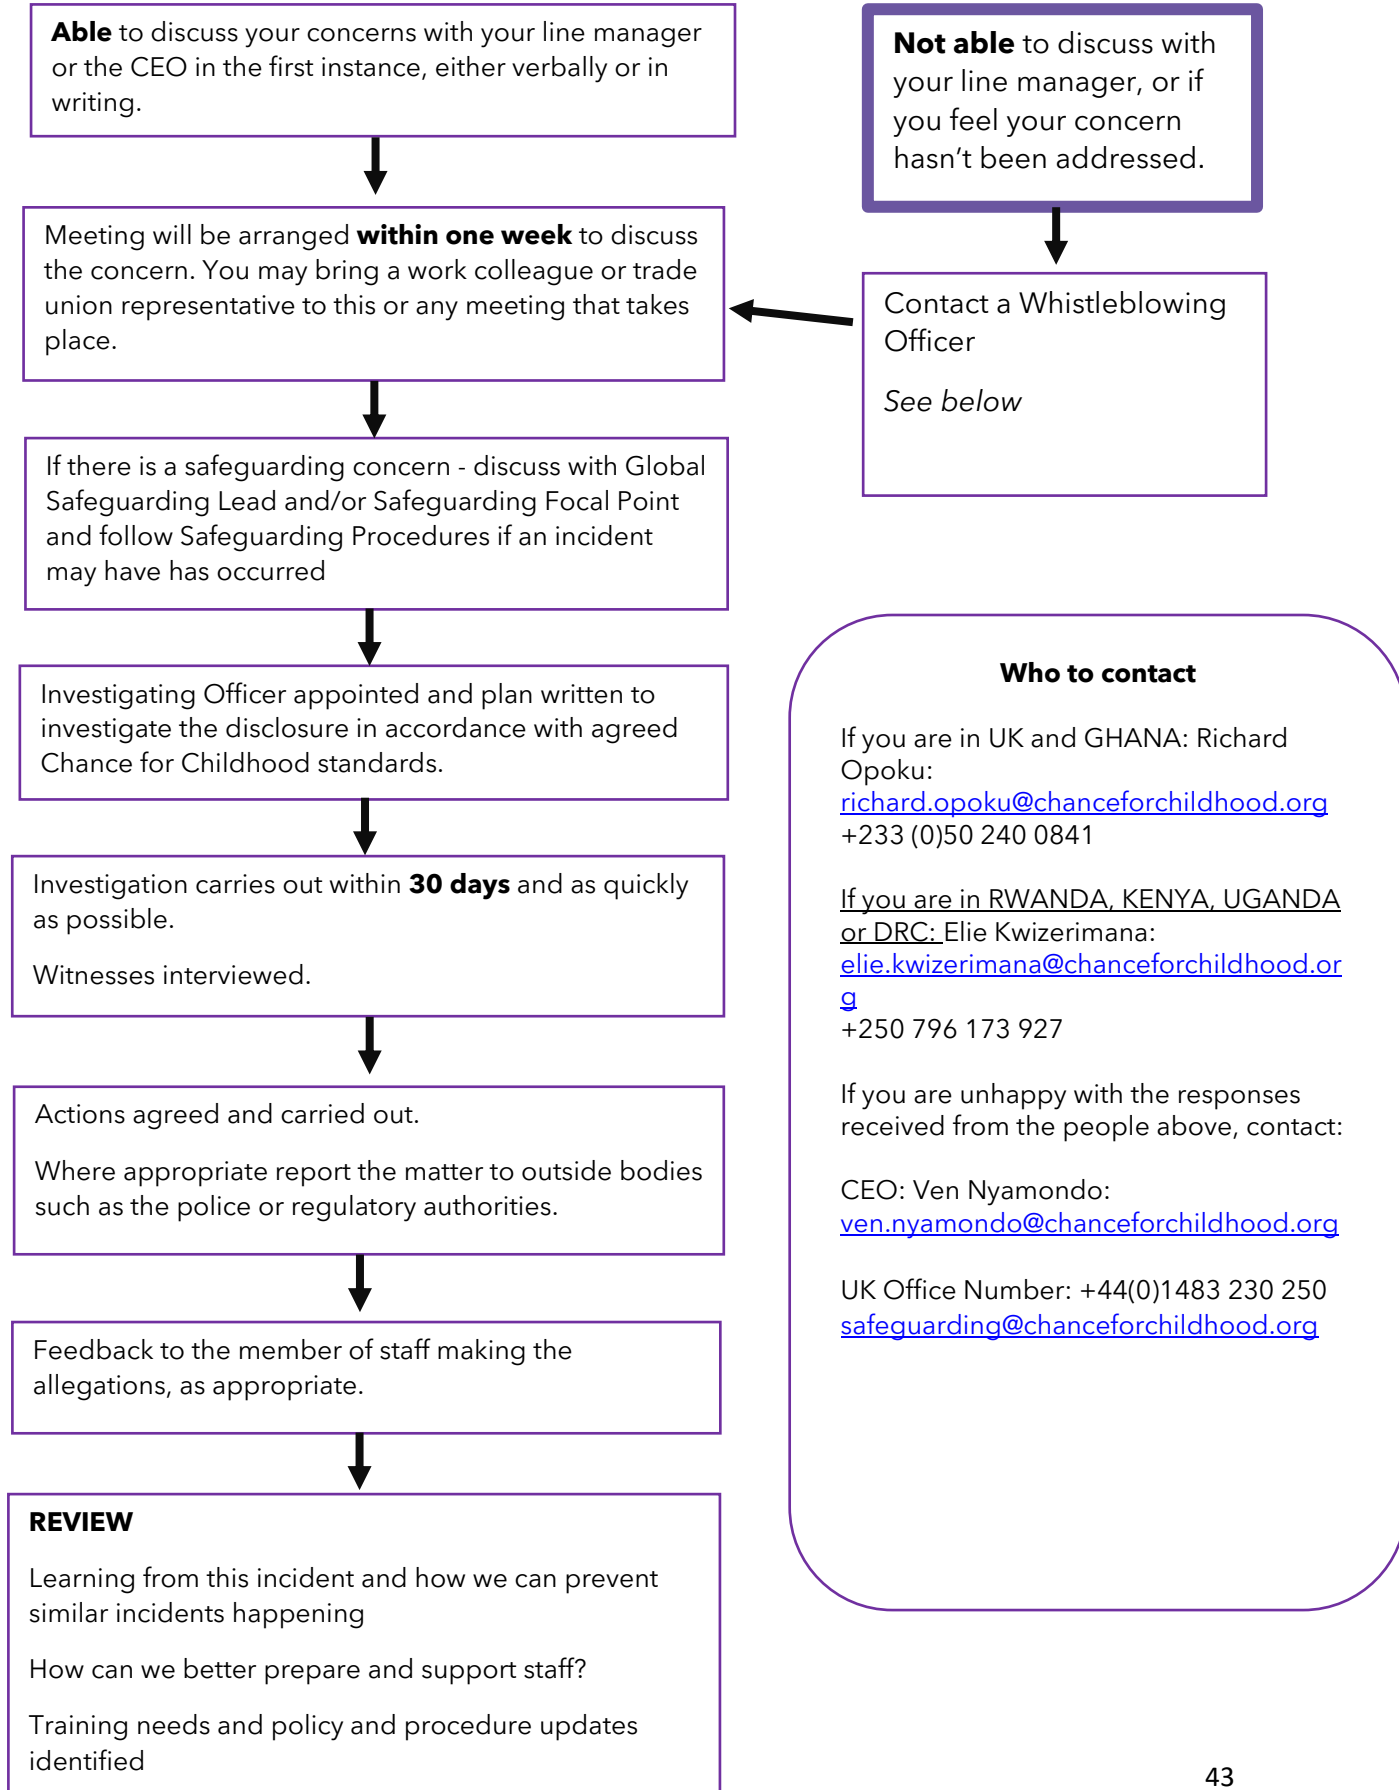 Able to discuss your concerns with your line manager
or the CEO in the first instance, either verbally or in
writing.
Not able to discuss with
your line manager, or if
you feel your concern
hasn't been addressed.
Meeting will be arranged within one week to discuss
the concern. You may bring a work colleague or trade
union representative to this or any meeting that takes
place.
Contact a Whistleblowing
Officer
See below
If there is a safeguarding concern - discuss with Global
Safeguarding Lead and/or Safeguarding Focal Point
and follow Safeguarding Procedures if an incident
may have has occurred
Investigating Officer appointed and plan written to
investigate the disclosure in accordance with agreed
Chance for Childhood standards.
Investigation carries out within 30 days and as quickly
as possible.
Witnesses interviewed.
Actions agreed and carried out.
Where appropriate report the matter to outside bodies
such as the police or regulatory authorities.
Feedback to the member of staff making the
allegations, as appropriate.
REVIEW
Learning from this incident and how we can prevent
similar incidents happening
How can we better prepare and support staff?
Training needs and policy and procedure updates
identified
Who to contact
If you are in UK and GHANA: Richard
Opoku:
richard.opoku@chanceforchildhood.org
+233 (0)50 240 0841
If you are in RWANDA, KENYA, UGANDA
or DRC: Elie Kwizerimana:
elie.kwizerimana@chanceforchildhood.or
g
+250 796 173 927
If you are unhappy with the responses
received from the people above, contact:
CEO: Ven Nyamondo:
ven.nyamondo@chanceforchildhood.org
UK Office Number: +44(0)1483 230 250
safeguarding@chanceforchildhood.org
43